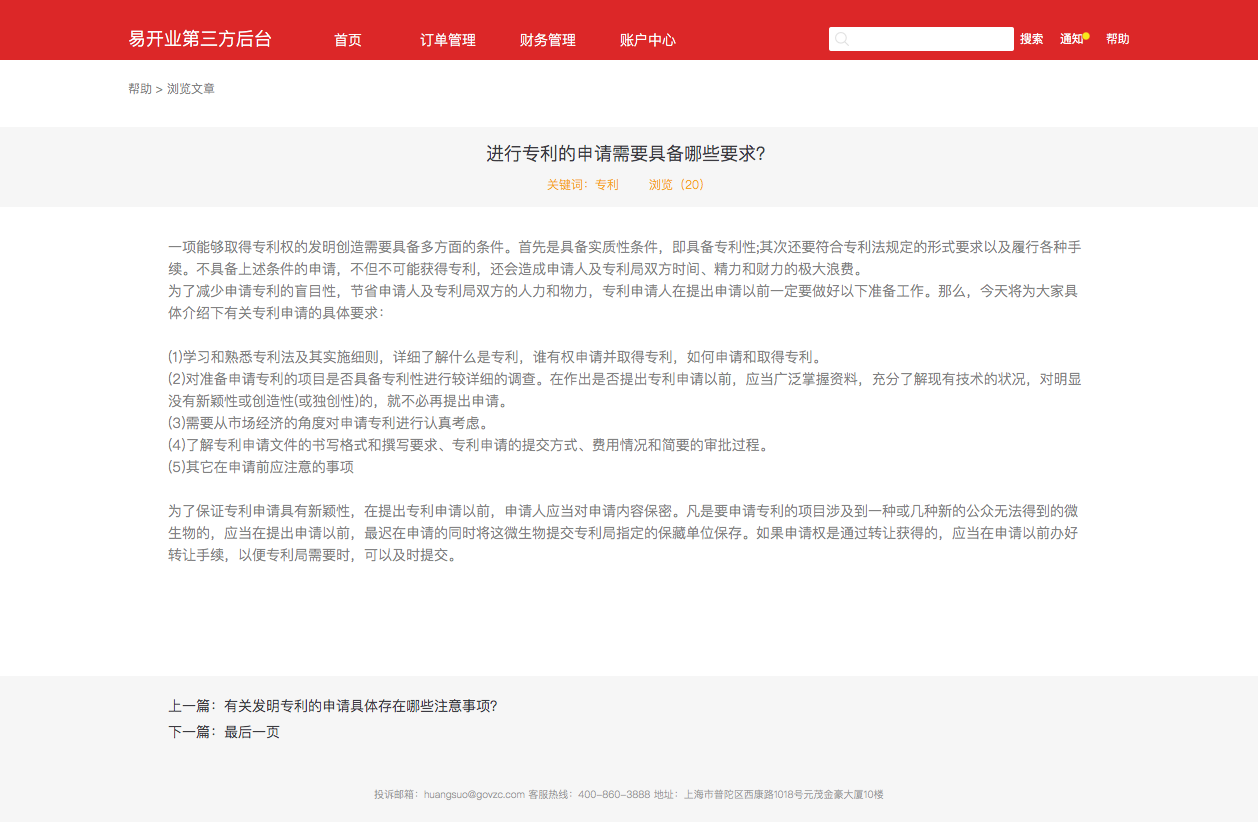 易开业第三方后台 首页 订单管理 财务管理 账户中心 搜索 通知 帮助
帮助 > 浏览文章
进行专利的申请需要具备哪些要求?
关键词：专利 浏览（20）
一项能够取得专利权的发明创造需要具备多方面的条件。首先是具备实质性条件，即具备专利性;其次还要符合专利法规定的形式要求以及履行各种手
续。不具备上述条件的申请，不但不可能获得专利，还会造成申请人及专利局双方时间、精力和财力的极大浪费。
为了减少申请专利的盲目性，节省申请人及专利局双方的人力和物力，专利申请人在提出申请以前一定要做好以下准备工作。那么，今天将为大家具
体介绍下有关专利申请的具体要求：
(1)学习和熟悉专利法及其实施细则，详细了解什么是专利，谁有权申请并取得专利，如何申请和取得专利。
(2)对准备申请专利的项目是否具备专利性进行较详细的调查。在作出是否提出专利申请以前，应当广泛掌握资料，充分了解现有技术的状况，对明显
没有新颖性或创造性(或独创性)的，就不必再提出申请。
(3)需要从市场经济的角度对申请专利进行认真考虑。
(4)了解专利申请文件的书写格式和撰写要求、专利申请的提交方式、费用情况和简要的审批过程。
(5)其它在申请前应注意的事项
为了保证专利申请具有新颖性，在提出专利申请以前，申请人应当对申请内容保密。凡是要申请专利的项目涉及到一种或几种新的公众无法得到的微
生物的，应当在提出申请以前，最迟在申请的同时将这微生物提交专利局指定的保藏单位保存。如果申请权是通过转让获得的，应当在申请以前办好
转让手续，以便专利局需要时，可以及时提交。
上一篇：有关发明专利的申请具体存在哪些注意事项?
下一篇：最后一页
投诉邮箱：huangsuo@govzc.com 客服热线：400-860-3888 地址：上海市普陀区西康路1018号元茂金豪大厦10楼